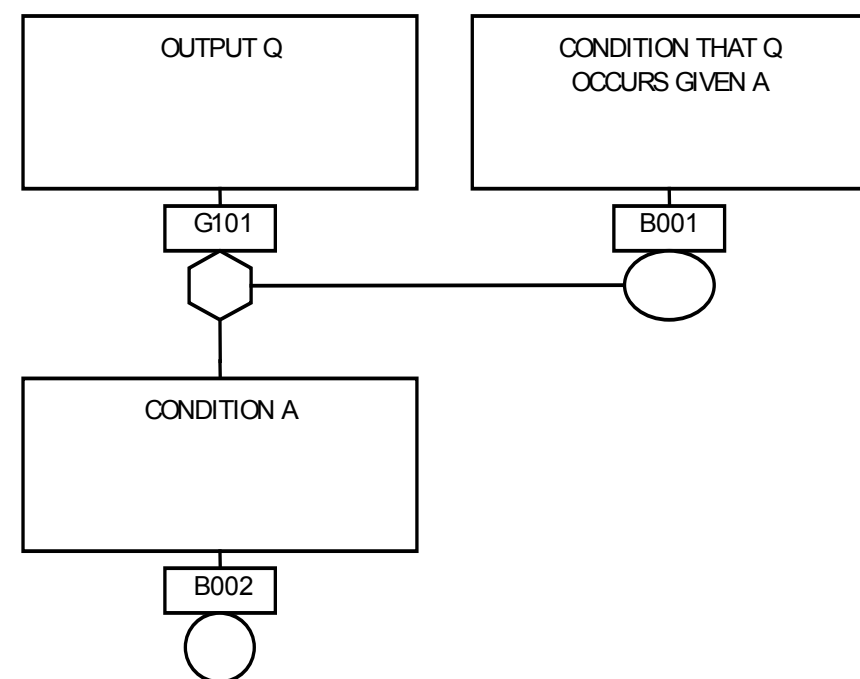 OUTPUT Q
CONDITION THAT Q
OCCURS GIVEN A
G101
B001
CONDITION A
B002